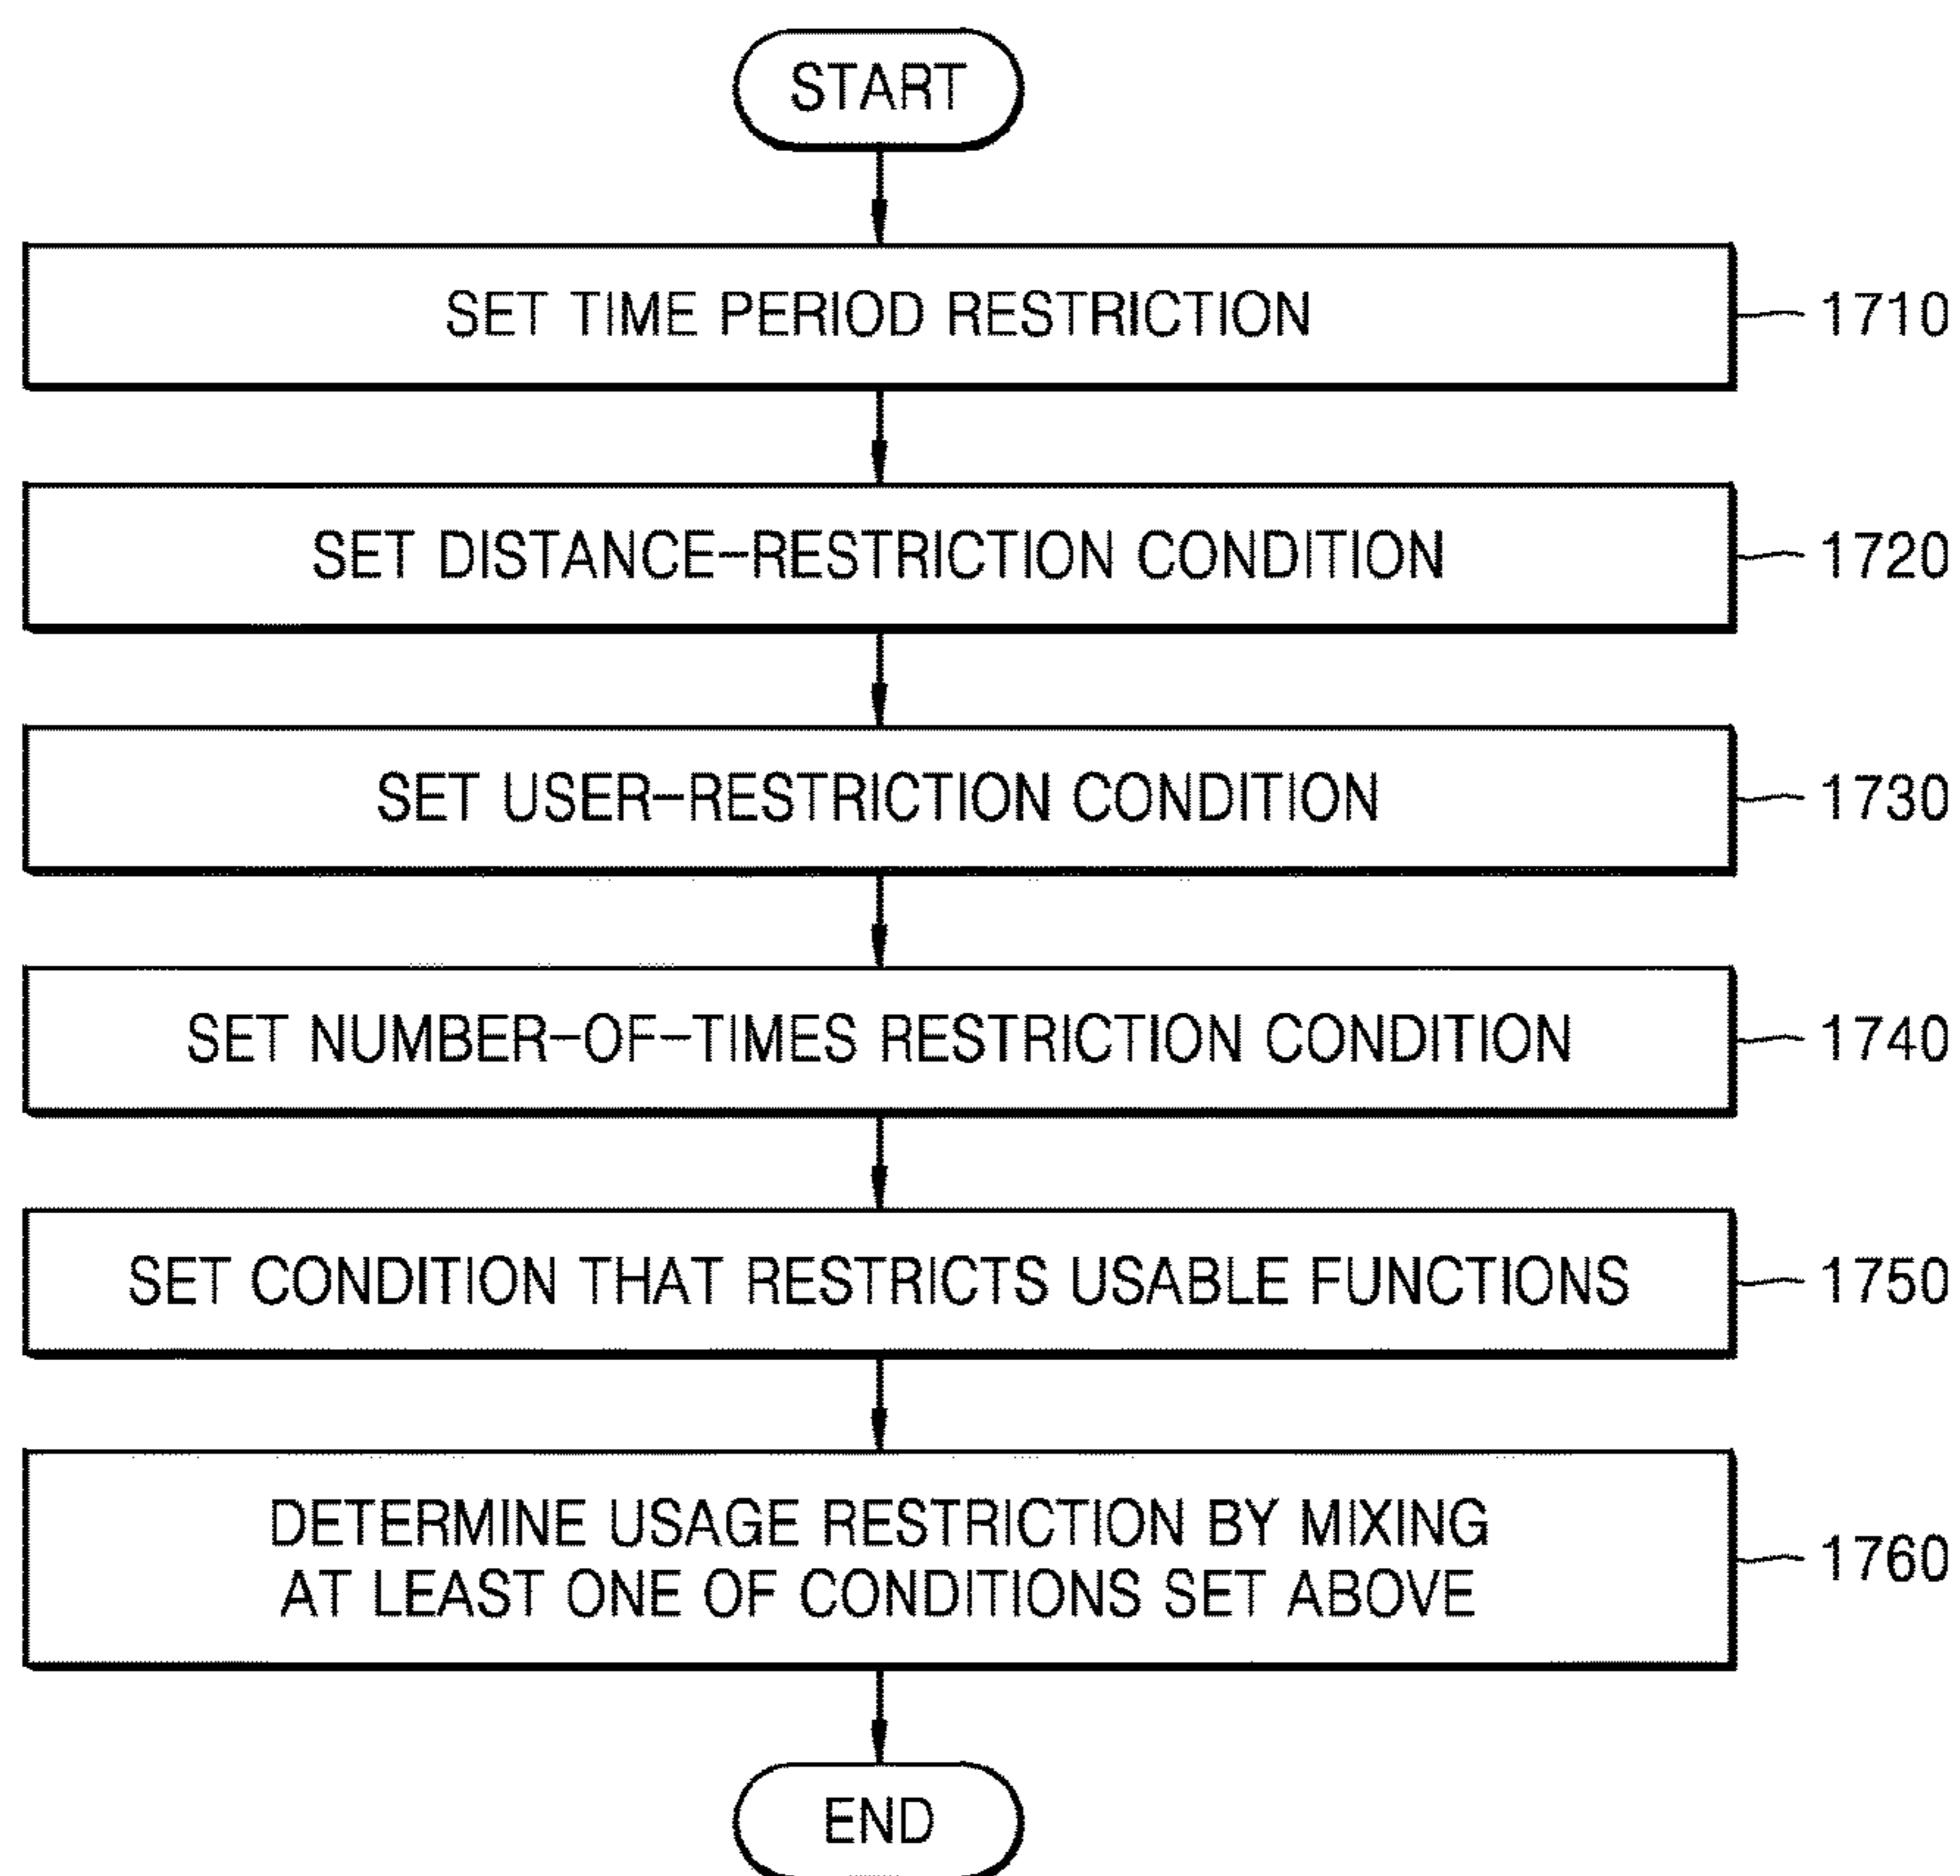 START
SET TIME PERIOD RESTRICTION
1710
SET DISTANCE-RESTRICTION CONDITION
1720
SET USER-RESTRICTION CONDITION
1730
SET NUMBER-OF-TIMES RESTRICTION CONDITION
1740
SET CONDITION THAT RESTRICTS USABLE FUNCTIONS
1750
DETERMINE USAGE RESTRICTION BY MIXING
AT LEAST ONE OF CONDITIONS SET ABOVE
1760
END